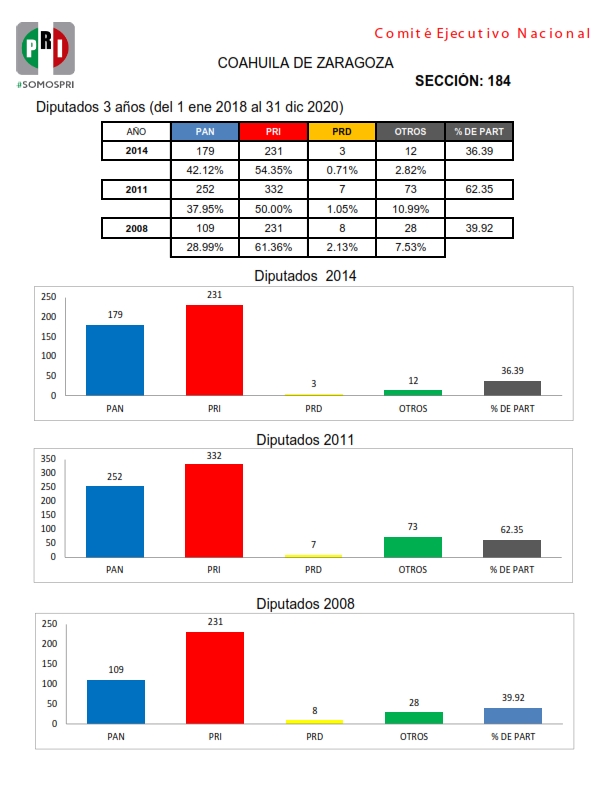 Comité Ejecutivo Nacional
PRI
#SOMOSPRI
COAHUILA DE ZARAGOZA
SECCIÓN: 184
Diputados 3 años (del 1 ene 2018 al 31 dic 2020)
AÑO PAN PRI PRD OTROS % DE PART
2014 179 231 3 12 36.39
42.12% 54.35% 0.71% 2.82%
2011 252 332 7 73 62.35
37.95% 50.00% 1.05% 10.99%
2008 109 231 8 28 39.92
28.99% 61.36% 2.13% 7.53%
Diputados 2014
250
200
150
100
50
0
179 231 3 12 36.39
PAN PRI PRD OTROS % DE PART
Diputados 2011
350
300
250
200
150
100
50
0
252 332 7 73 62.35
PAN PRI PRD OTROS % DE PART
Diputados 2008
250
200
150
100
50
0
109 231 8 28 39.92
PAN PRI PRD OTROS % DE PART